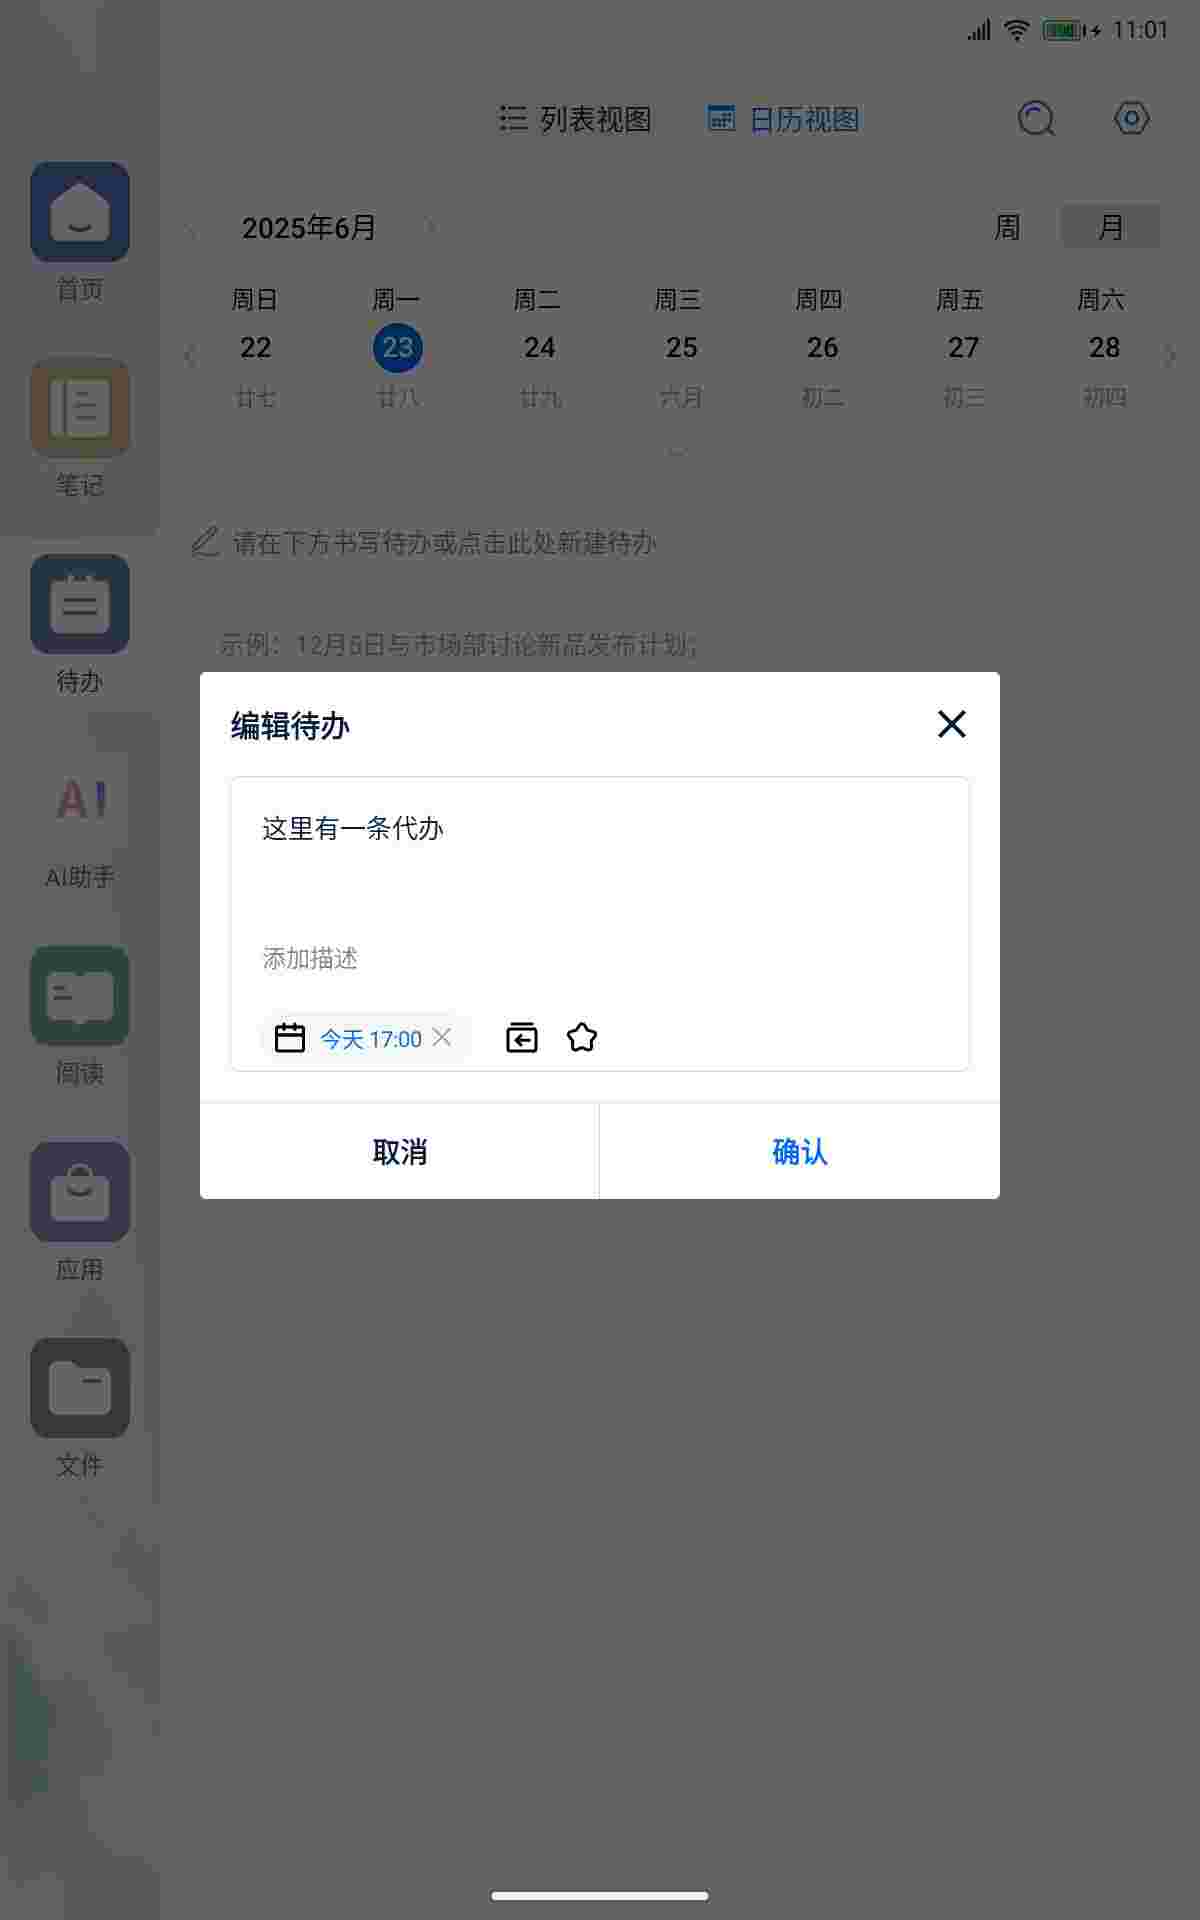 11:01
列表视图 日历视图
2025年6月 周 月
周日 周一 周二 周三 周四 周五 周六
22 23 24 25 26 27 28
廿七 廿八 廿九 六月 初二 初三 初四
请在下方书写待办或点击此处新建待办
示例：12月6日与市场部讨论新品发布计划；
首页
笔记
待办
AI
AI助手
阅读
应用
文件
编辑待办
这里有一条代办
添加描述
今天 17:00
取消 确认